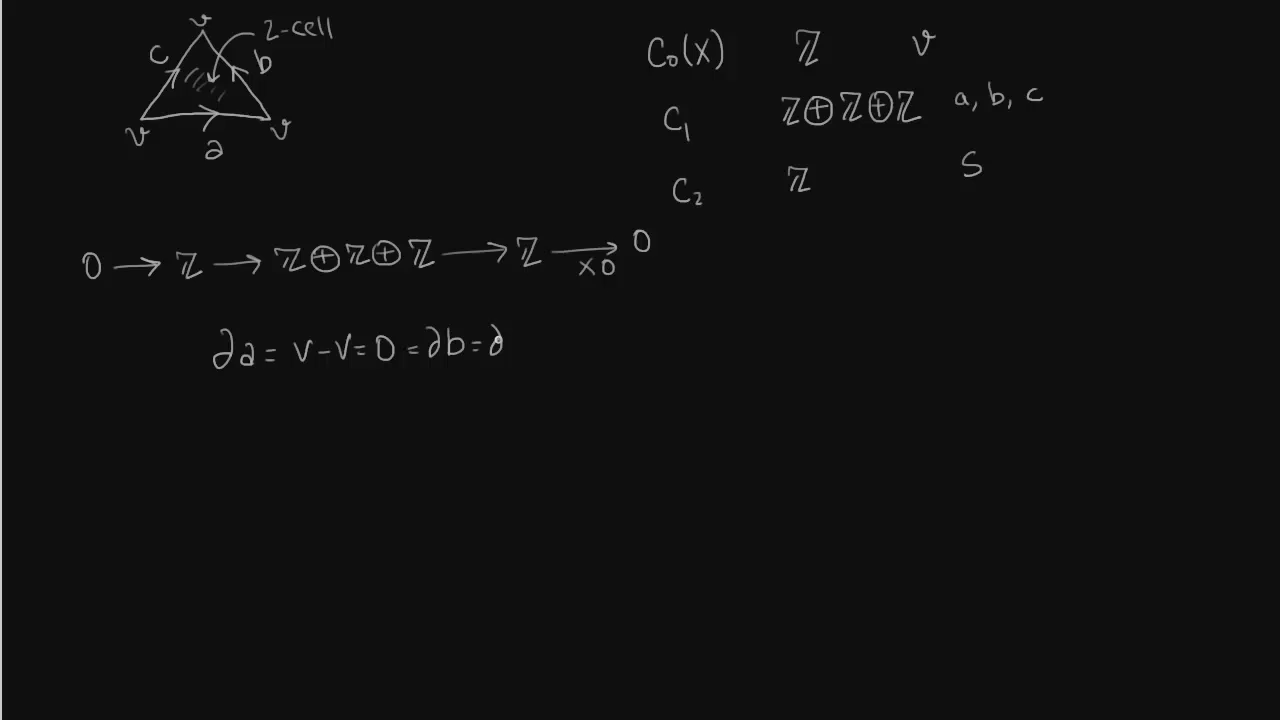 v
2-cell
c
b
v
v
a
C₀(X) ℤ v
C₁ ℤ⊕ℤ⊕ℤ a, b, c
C₂ ℤ S
0 → ℤ → ℤ⊕ℤ⊕ℤ → ℤ → 0
×0
∂a = v - v = 0 = ∂b = ∂